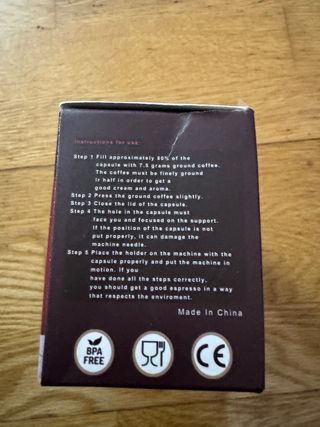 Instructions for use:
Step 1 Fill approximately 80% of the
capsule with 7.5 grams ground coffee.
The coffee must be finely ground
Ir half in order to get a
good cream and aroma.
Step 2 Press the ground coffee slightly.
Step 3 Close the lid of the capsule.
Step 4 The hole in the capsule must
face you and focused on the support.
If the position of the capsule is not
put properly, it can damage the
machine needle.
Step 5 Place the holder on the machine with the
capsule properly and put the machine in
motion. If you
have done all the steps correctly,
you should get a good espresso in a way
that respects the enviroment.
Made In China
BPA
FREE
CE